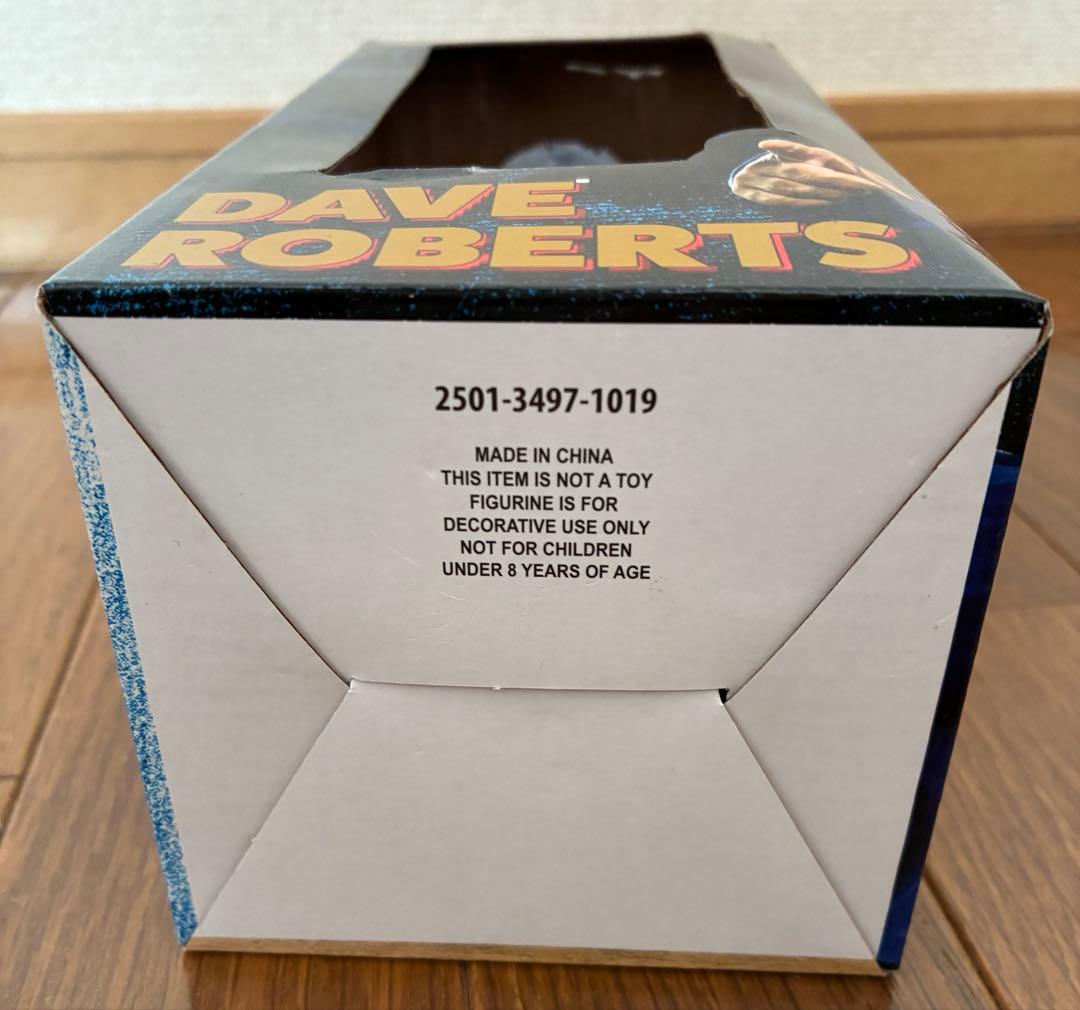 DAVE
ROBERTS
2501-3497-1019
MADE IN CHINA
THIS ITEM IS NOT A TOY
FIGURINE IS FOR
DECORATIVE USE ONLY
NOT FOR CHILDREN
UNDER 8 YEARS OF AGE